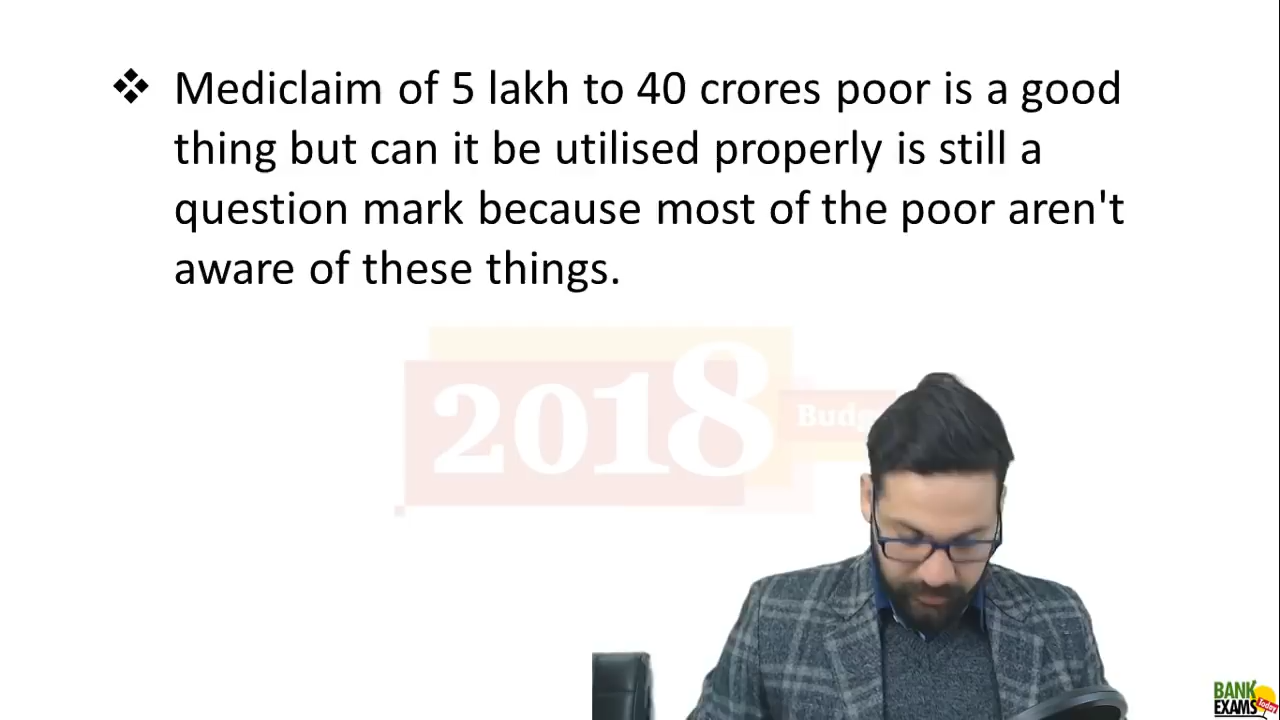 ❖ Mediclaim of 5 lakh to 40 crores poor is a good
thing but can it be utilised properly is still a
question mark because most of the poor aren't
aware of these things.
2018
BANK
EXAMS
today